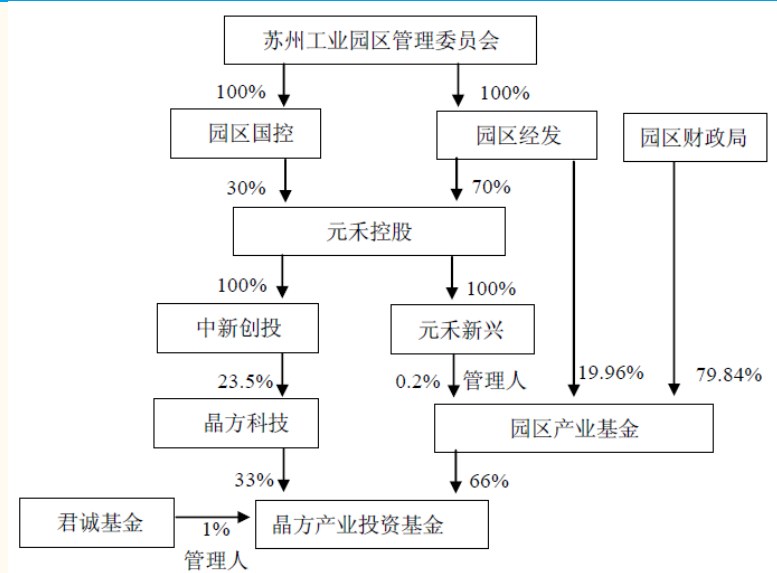 苏州工业园区管理委员会
100%
100%
园区国控
园区经发
园区财政局
30%
70%
元禾控股
100%
100%
中新创投
元禾新兴
23.5%
0.2%
管理人
19.96%
79.84%
晶方科技
园区产业基金
33%
66%
君诚基金
1%
管理人
晶方产业投资基金